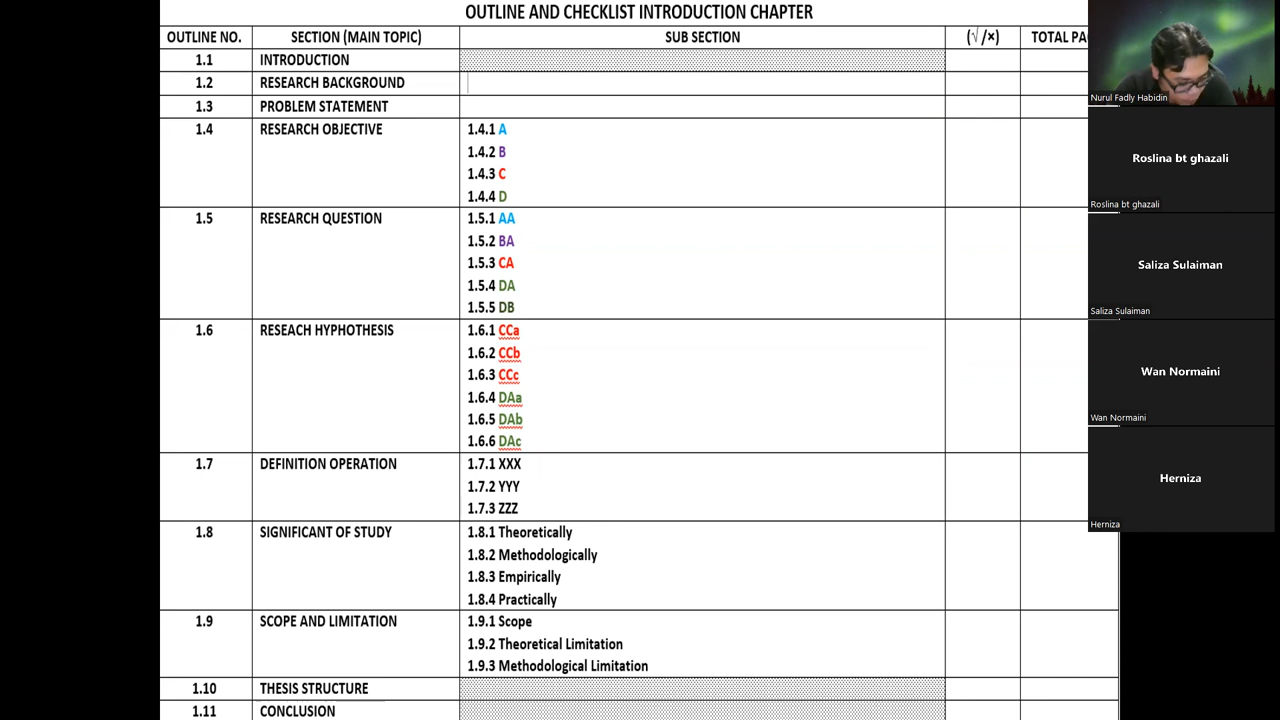 OUTLINE AND CHECKLIST INTRODUCTION CHAPTER
OUTLINE NO. SECTION (MAIN TOPIC) SUB SECTION (√/×) TOTAL PA
1.1 INTRODUCTION
1.2 RESEARCH BACKGROUND
1.3 PROBLEM STATEMENT
1.4 RESEARCH OBJECTIVE 1.4.1 A
1.4.2 B
1.4.3 C
1.4.4 D
1.5 RESEARCH QUESTION 1.5.1 AA
1.5.2 BA
1.5.3 CA
1.5.4 DA
1.5.5 DB
1.6 RESEACH HYPHOTHESIS 1.6.1 CCa
1.6.2 CCb
1.6.3 CCc
1.6.4 DAa
1.6.5 DAb
1.6.6 DAc
1.7 DEFINITION OPERATION 1.7.1 XXX
1.7.2 YYY
1.7.3 ZZZ
1.8 SIGNIFICANT OF STUDY 1.8.1 Theoretically
1.8.2 Methodologically
1.8.3 Empirically
1.8.4 Practically
1.9 SCOPE AND LIMITATION 1.9.1 Scope
1.9.2 Theoretical Limitation
1.9.3 Methodological Limitation
1.10 THESIS STRUCTURE
1.11 CONCLUSION
Nurul Fadly Habidin
Roslina bt ghazali
Roslina bt ghazali
Saliza Sulaiman
Saliza Sulaiman
Wan Normaini
Wan Normaini
Herniza
Herniza